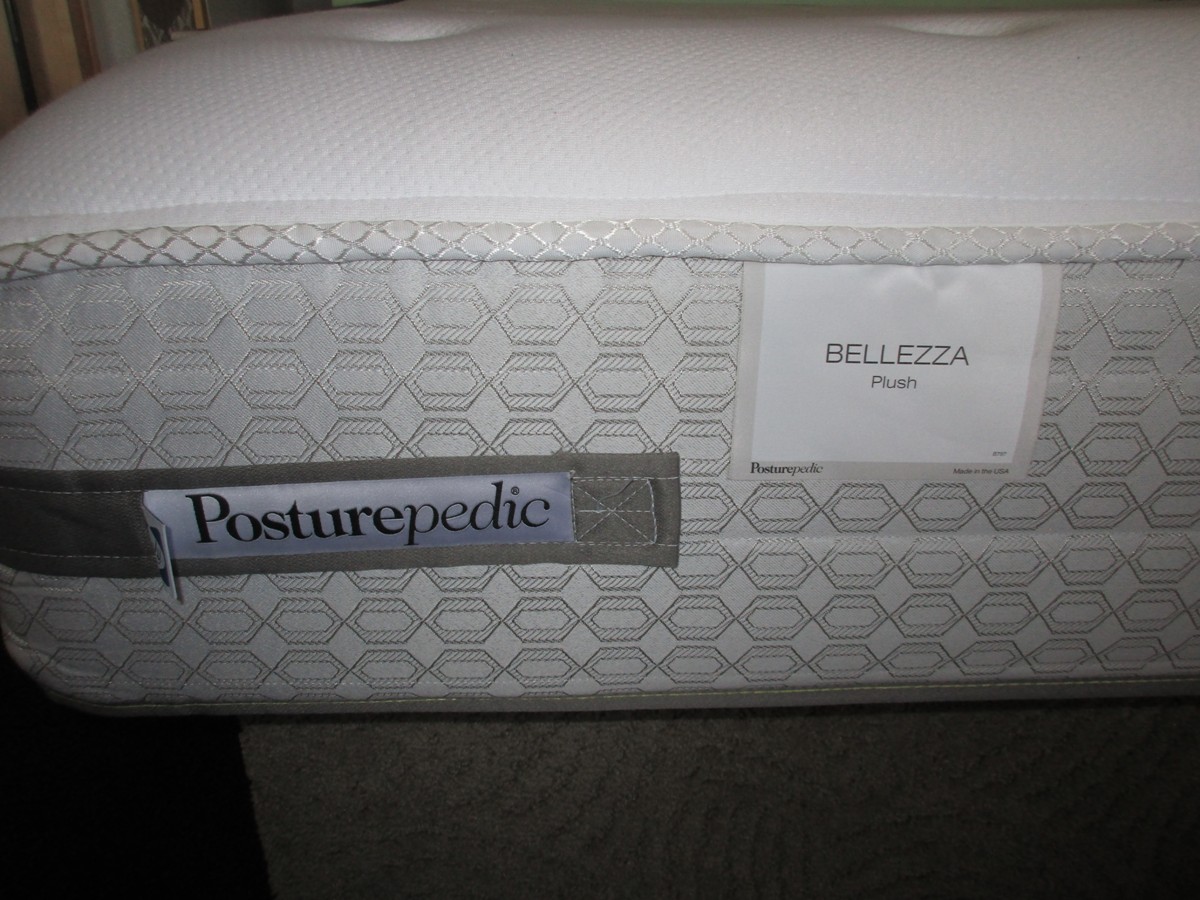 BELLEZZA
Plush
Posturepedic
Made in the USA
Posturepedic®